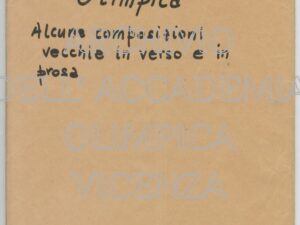 Olimpica
Alcune composizioni
vecchie in verso e in
prosa
DELL'ACCADEMIA
OLIMPICA
VICENZA